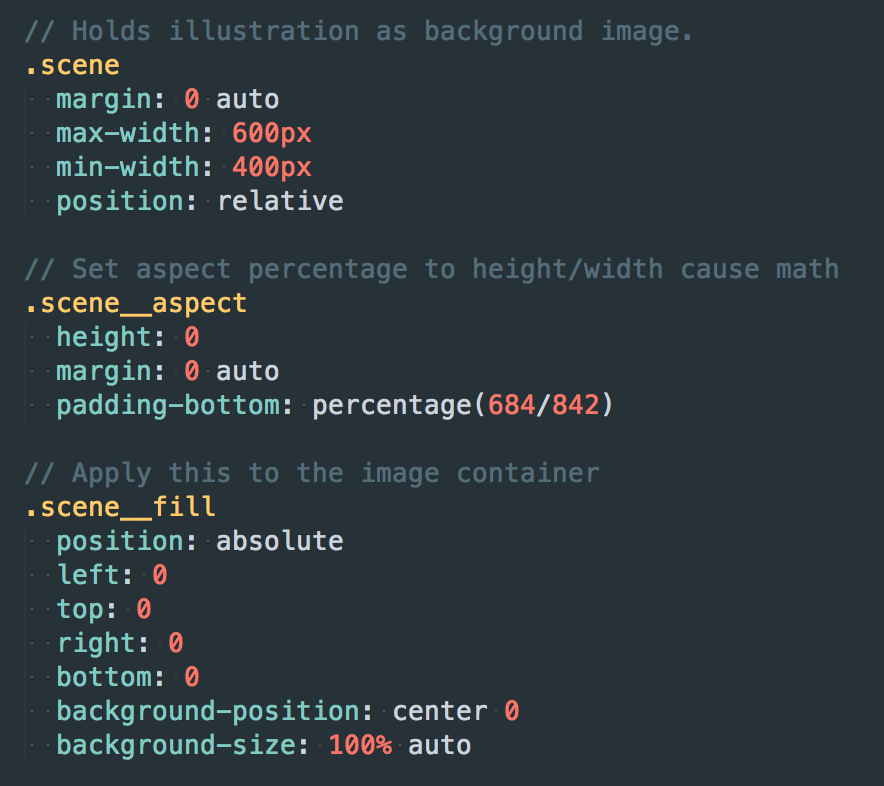 // Holds illustration as background image.
.scene
  margin: 0 auto
  max-width: 600px
  min-width: 400px
  position: relative

// Set aspect percentage to height/width cause math
.scene__aspect
  height: 0
  margin: 0 auto
  padding-bottom: percentage(684/842)

// Apply this to the image container
.scene__fill
  position: absolute
  left: 0
  top: 0
  right: 0
  bottom: 0
  background-position: center 0
  background-size: 100% auto